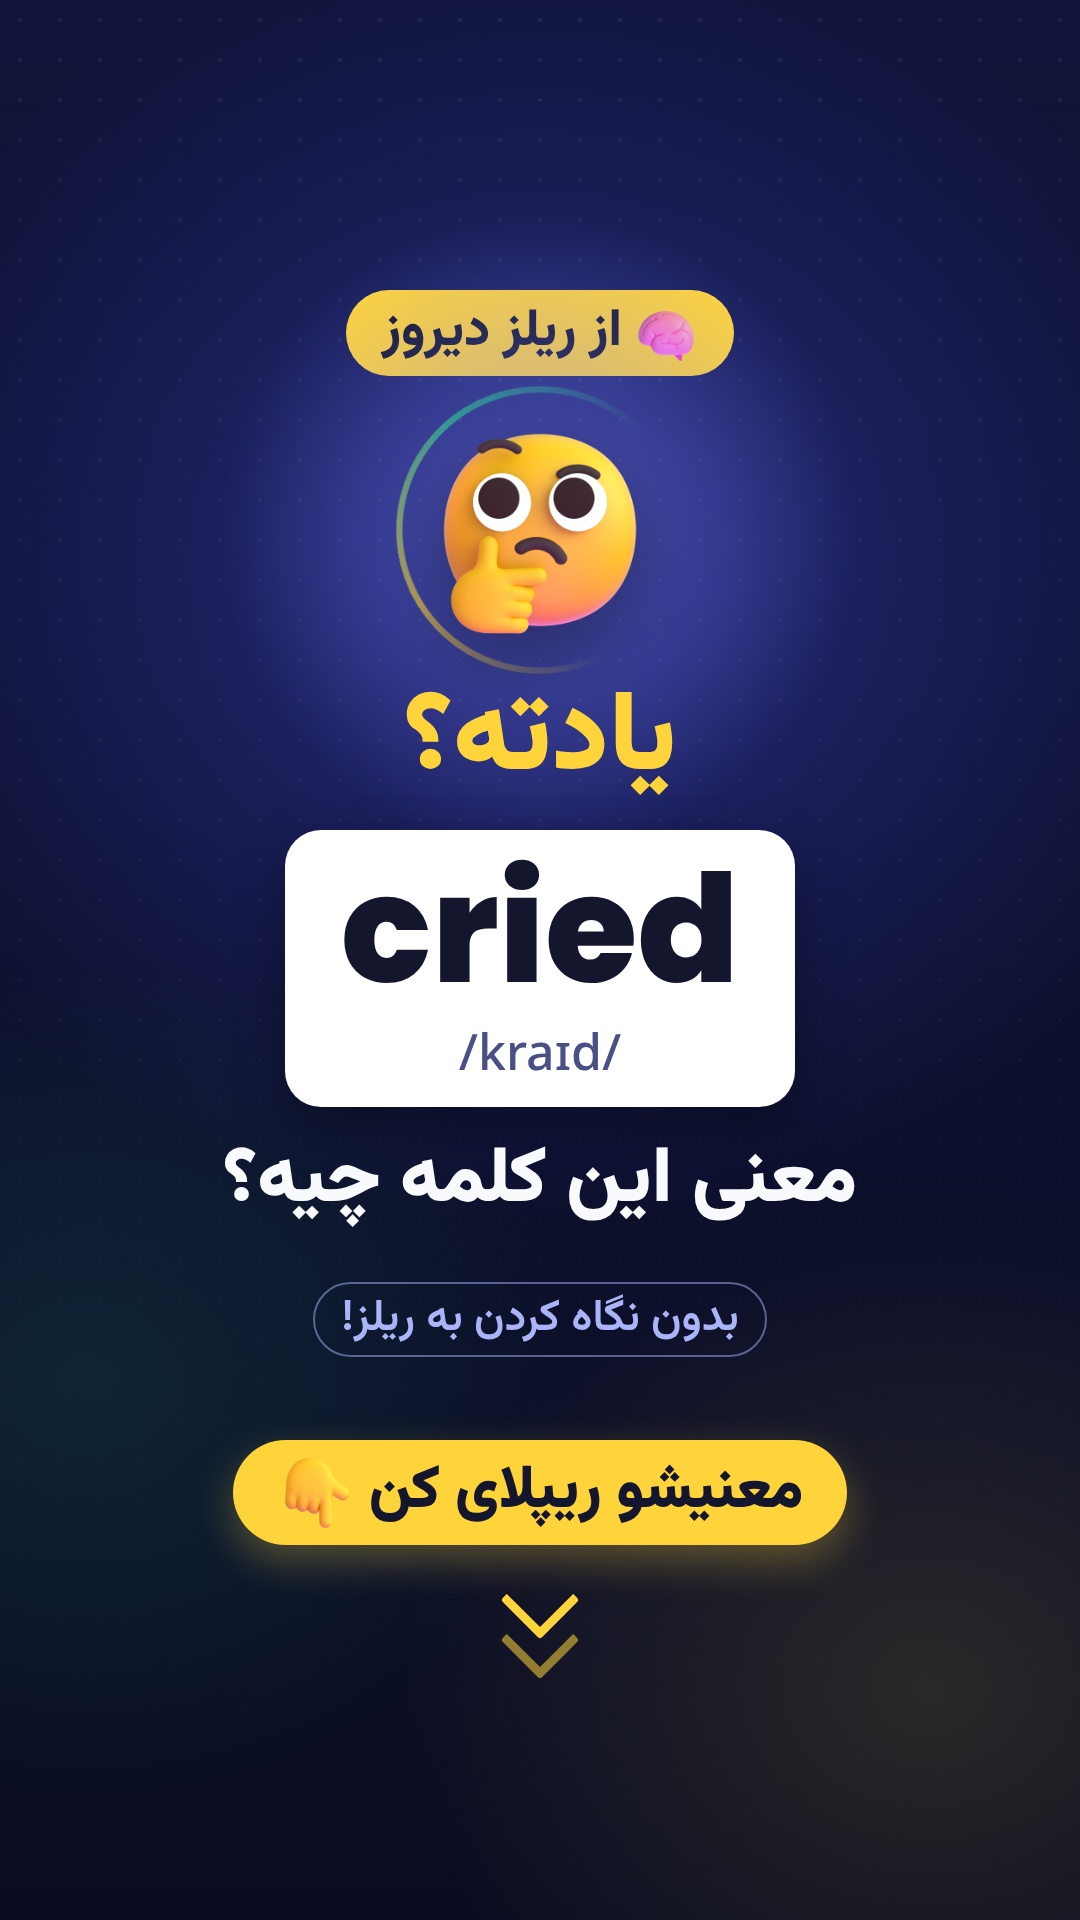 🧠 از ریلز دیروز
یادته؟
cried
/kraɪd/
معنی این کلمه چیه؟
بدون نگاه کردن به ریلز!
معنیشو ریپلای کن 👇